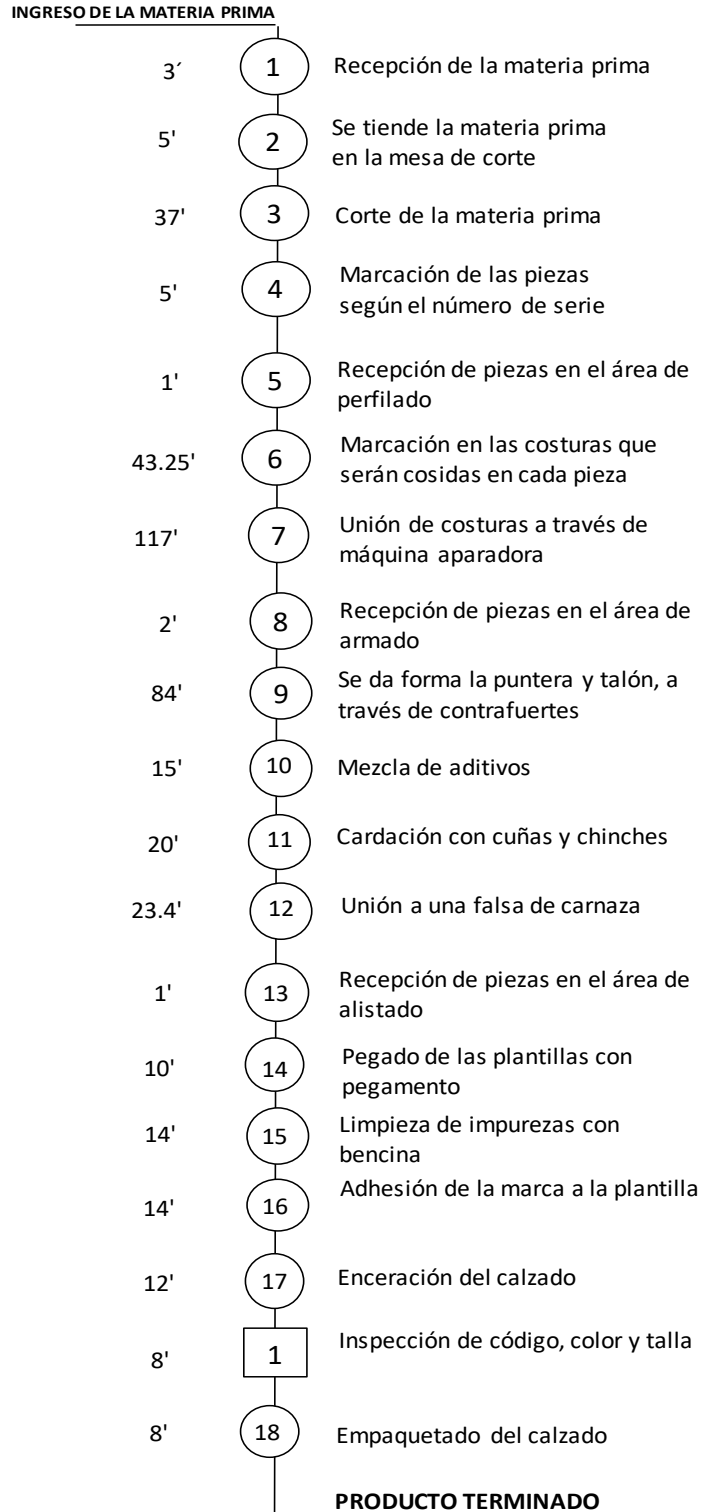 INGRESO DE LA MATERIA PRIMA
3´ 1 Recepción de la materia prima
5' 2 Se tiende la materia prima
en la mesa de corte
37' 3 Corte de la materia prima
5' 4 Marcación de las piezas
según el número de serie
1' 5 Recepción de piezas en el área de
perfilado
43.25' 6 Marcación en las costuras que
serán cosidas en cada pieza
117' 7 Unión de costuras a través de
máquina aparadora
2' 8 Recepción de piezas en el área de
armado
84' 9 Se da forma la puntera y talón, a
través de contrafuertes
15' 10 Mezcla de aditivos
20' 11 Cardación con cuñas y chinches
23.4' 12 Unión a una falsa de carnaza
1' 13 Recepción de piezas en el área de
alistado
10' 14 Pegado de las plantillas con
pegamento
14' 15 Limpieza de impurezas con
bencina
14' 16 Adhesión de la marca a la plantilla
12' 17 Enceración del calzado
8' 1 Inspección de código, color y talla
8' 18 Empaquetado del calzado
PRODUCTO TERMINADO